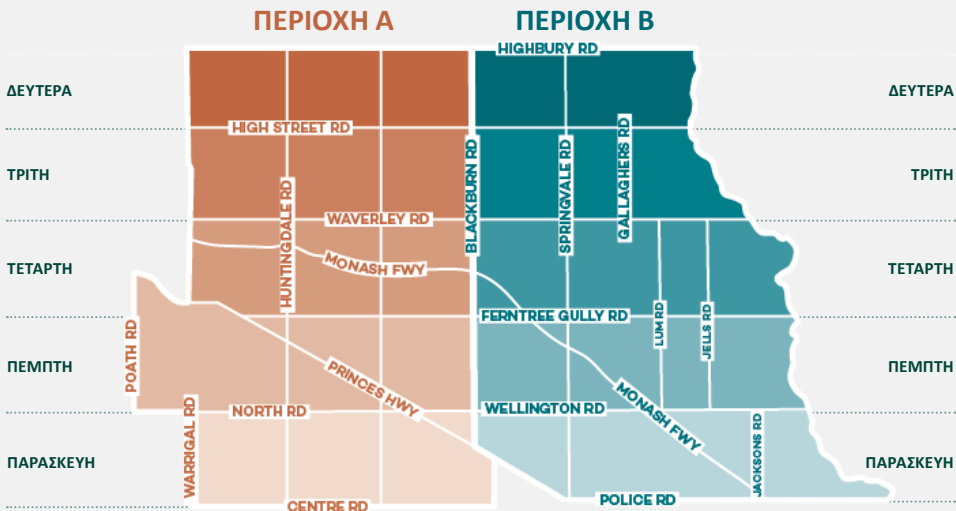 ΠΕΡΙΟΧΗ Α
ΠΕΡΙΟΧΗ Β
HIGHBURY RD
ΔΕΥΤΕΡΑ
ΔΕΥΤΕΡΑ
HIGH STREET RD
BLACKBURN RD
SPRINGVALE RD
GALLAGHERS RD
ΤΡΙΤΗ
ΤΡΙΤΗ
HUNTINGDALE RD
WAVERLEY RD
ΤΕΤΑΡΤΗ
MONASH FWY
ΤΕΤΑΡΤΗ
FERNTREE GULLY RD
LUM RD
JELLS RD
POATH RD
ΠΕΜΠΤΗ
PRINCES HWY
ΠΕΜΠΤΗ
WARRIGAL RD
NORTH RD
WELLINGTON RD
MONASH FWY
JACKSONS RD
ΠΑΡΑΣΚΕΥΗ
ΠΑΡΑΣΚΕΥΗ
CENTRE RD
POLICE RD